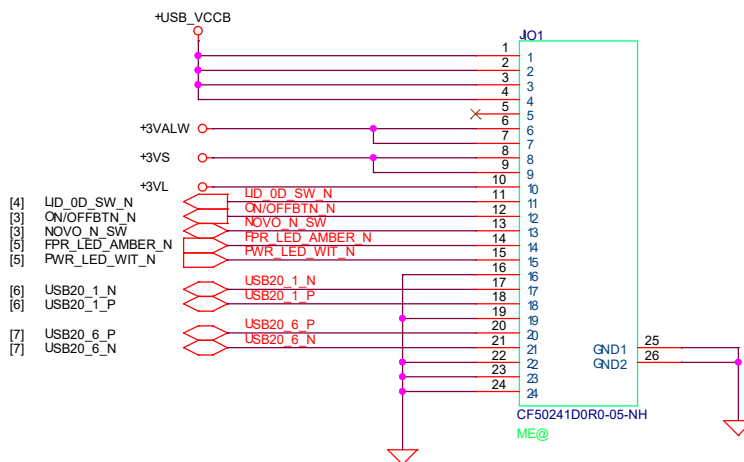 +USB_VCCB
JIO1
1 1
2 2
3 3
4 4
5 5
+3VALW 6 6
7 7
+3VS 8 8
9 9
+3VL 10 10
[4] LID_0D_SW_N LID_0D_SW_N 11 11
[3] ON/OFFBTN_N ON/OFFBTN_N 12 12
[3] NOVO_N_SW NOVO_N_SW 13 13
[5] FPR_LED_AMBER_N FPR_LED_AMBER_N 14 14
[5] PWR_LED_WIT_N PWR_LED_WIT_N 15 15
16 16
[6] USB20_1_N USB20_1_N 17 17
[6] USB20_1_P USB20_1_P 18 18
19 19
[7] USB20_6_P USB20_6_P 20 20
[7] USB20_6_N USB20_6_N 21 21 GND1 25
22 22 GND2 26
23 23
24 24
CF50241D0R0-05-NH
ME@